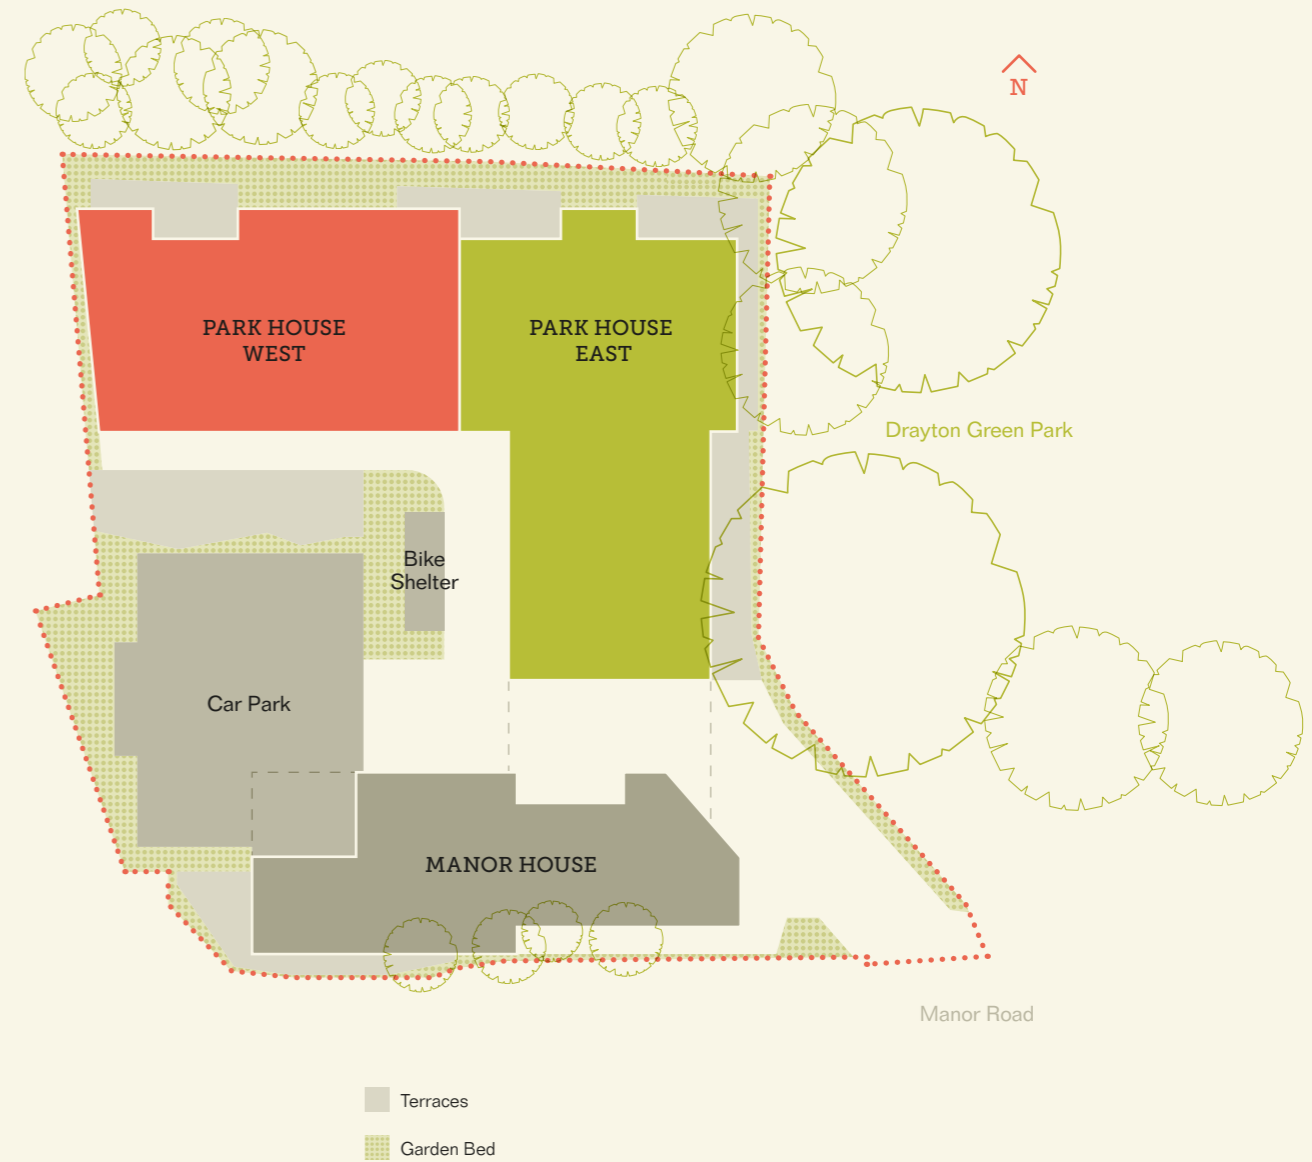 N
PARK HOUSE
WEST
PARK HOUSE
EAST
Drayton Green Park
Bike
Shelter
Car Park
MANOR HOUSE
Manor Road
Terraces
Garden Bed